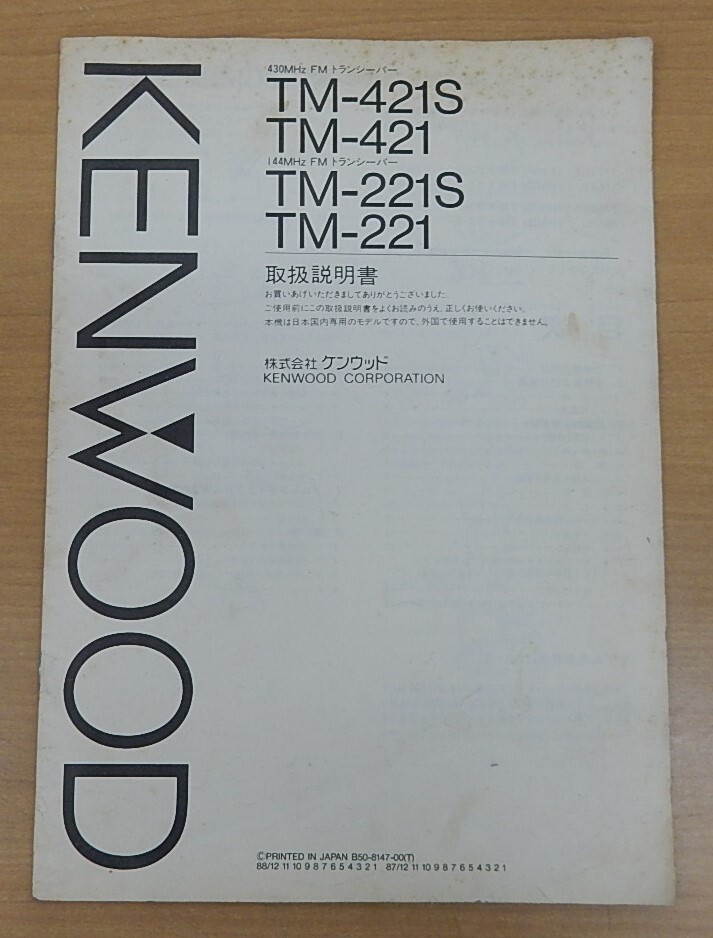 KENWOOD
430MHz FM トランシーバー
TM-421S
TM-421
144MHz FM トランシーバー
TM-221S
TM-221
取扱説明書
お買いあげいただきましてありがとうございました。
ご使用前にこの取扱説明書をよくお読みのうえ、正しくお使いください。
本機は日本国内専用のモデルですので、外国で使用することはできません。
株式会社 ケンウッド
KENWOOD CORPORATION
©PRINTED IN JAPAN B50-8147-00(T)
88/12 11 10 9 8 7 6 5 4 3 2 1 87/12 11 10 9 8 7 6 5 4 3 2 1